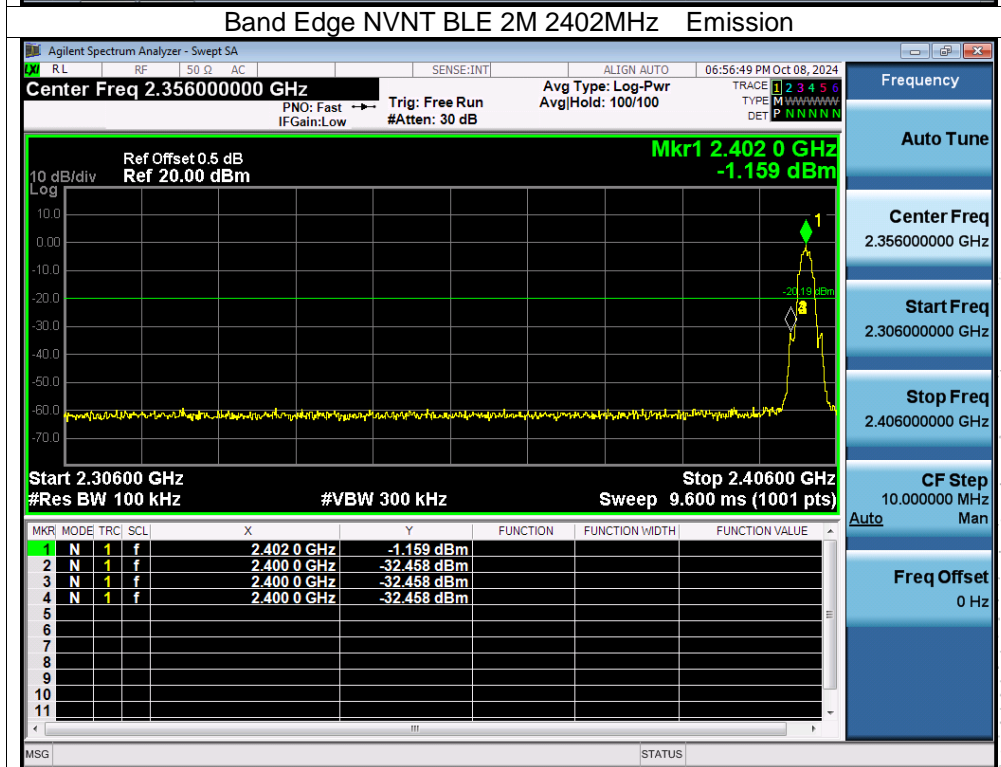 Band Edge NVNT BLE 2M 2402MHz Emission
Agilent Spectrum Analyzer - Swept SA
LXI RL RF 50 Ω AC SENSE:INT ALIGN AUTO 06:56:49 PM Oct 08, 2024
Center Freq 2.356000000 GHz
PNO: Fast
IFGain:Low
Trig: Free Run
#Atten: 30 dB
Avg Type: Log-Pwr
Avg|Hold: 100/100
TRACE 1 2 3 4 5 6
TYPE M WWWWW
DET P N N N N N
Frequency
Auto Tune
Center Freq
2.356000000 GHz
Start Freq
2.306000000 GHz
Stop Freq
2.406000000 GHz
CF Step
10.000000 MHz
Auto Man
Freq Offset
0 Hz
Mkr1 2.402 0 GHz
-1.159 dBm
Ref Offset 0.5 dB
10 dB/div Ref 20.00 dBm
Log
10.0
0.00
-10.0
-20.0
-30.0
-40.0
-50.0
-60.0
-70.0
1
-20.19 dBm
Start 2.30600 GHz Stop 2.40600 GHz
#Res BW 100 kHz #VBW 300 kHz Sweep 9.600 ms (1001 pts)
MKR MODE TRC SCL X Y FUNCTION FUNCTION WIDTH FUNCTION VALUE
1 N 1 f 2.402 0 GHz -1.159 dBm
2 N 1 f 2.400 0 GHz -32.458 dBm
3 N 1 f 2.400 0 GHz -32.458 dBm
4 N 1 f 2.400 0 GHz -32.458 dBm
5
6
7
8
9
10
11
MSG STATUS